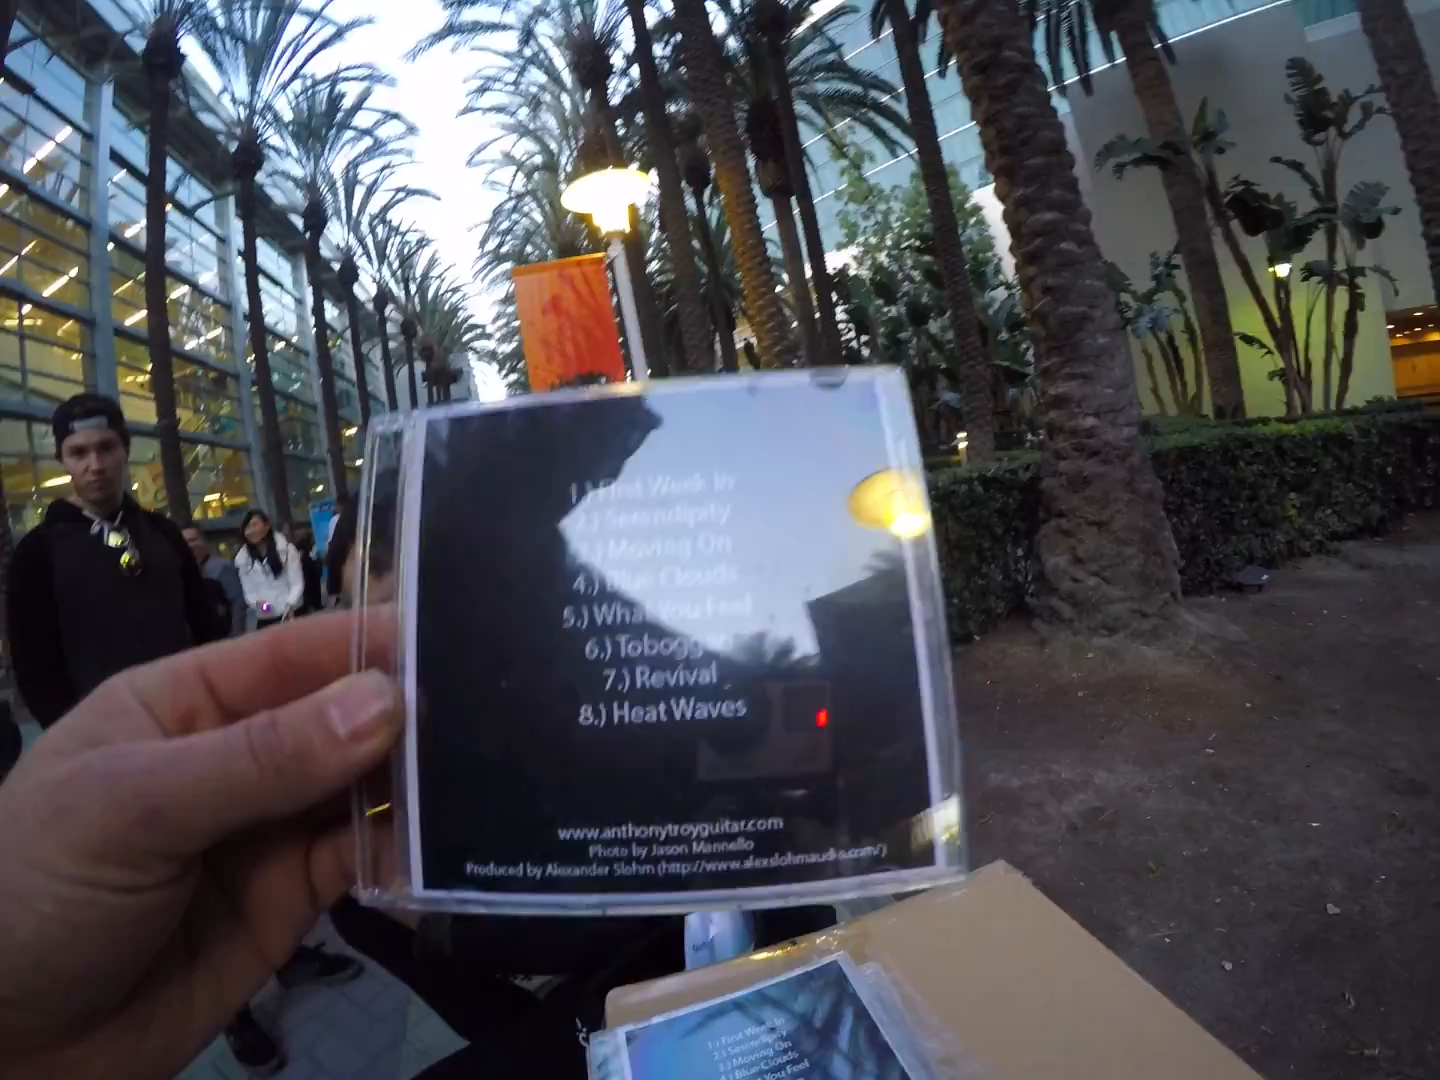 1.) First Week In
2.) Serendipity
3.) Moving On
4.) Blue Clouds
5.) What You Feel
6.) Tobogg
7.) Revival
8.) Heat Waves
www.anthonytroyguitar.com
Photo by Jason Mannello
Produced by Alexander Slohm (http://www.alexslohmaudio.com/)
1.) First Week In
2.) Serendipity
3.) Moving On
4.) Blue Clouds
You Feel